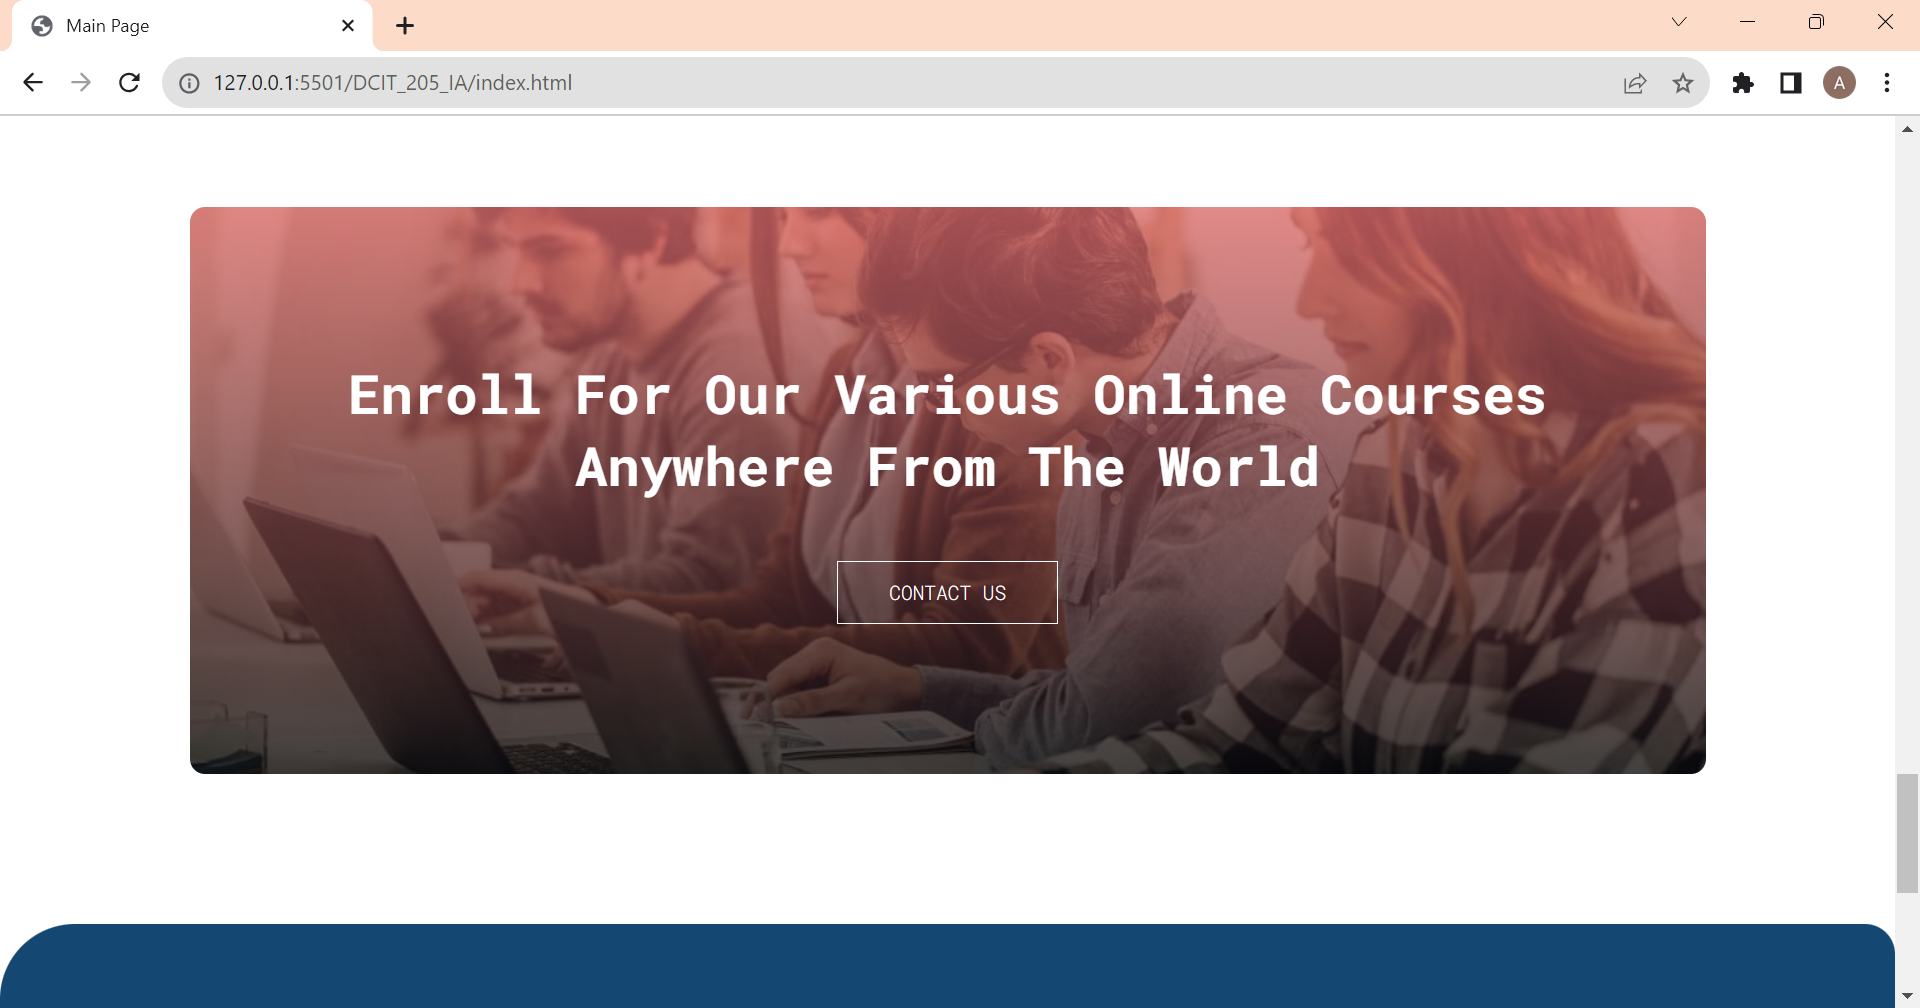 Main Page
127.0.0.1:5501/DCIT_205_IA/index.html
A
Enroll For Our Various Online Courses
Anywhere From The World
CONTACT US